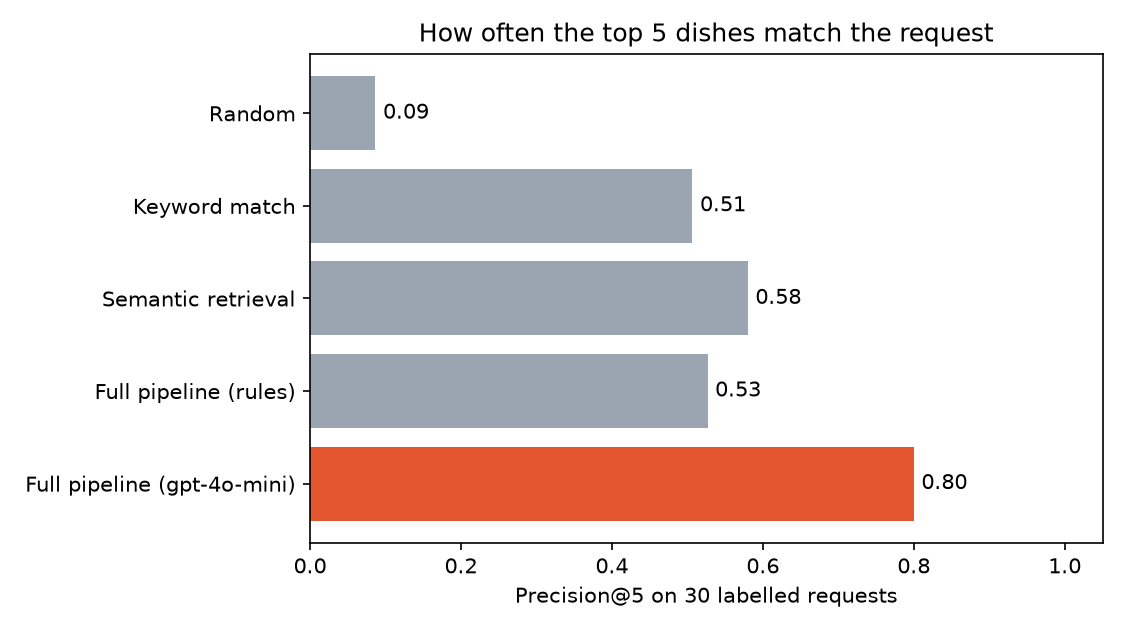 How often the top 5 dishes match the request
Random
0.09
Keyword match
0.51
Semantic retrieval
0.58
Full pipeline (rules)
0.53
Full pipeline (gpt-4o-mini)
0.80
0.0
0.2
0.4
0.6
0.8
1.0
Precision@5 on 30 labelled requests